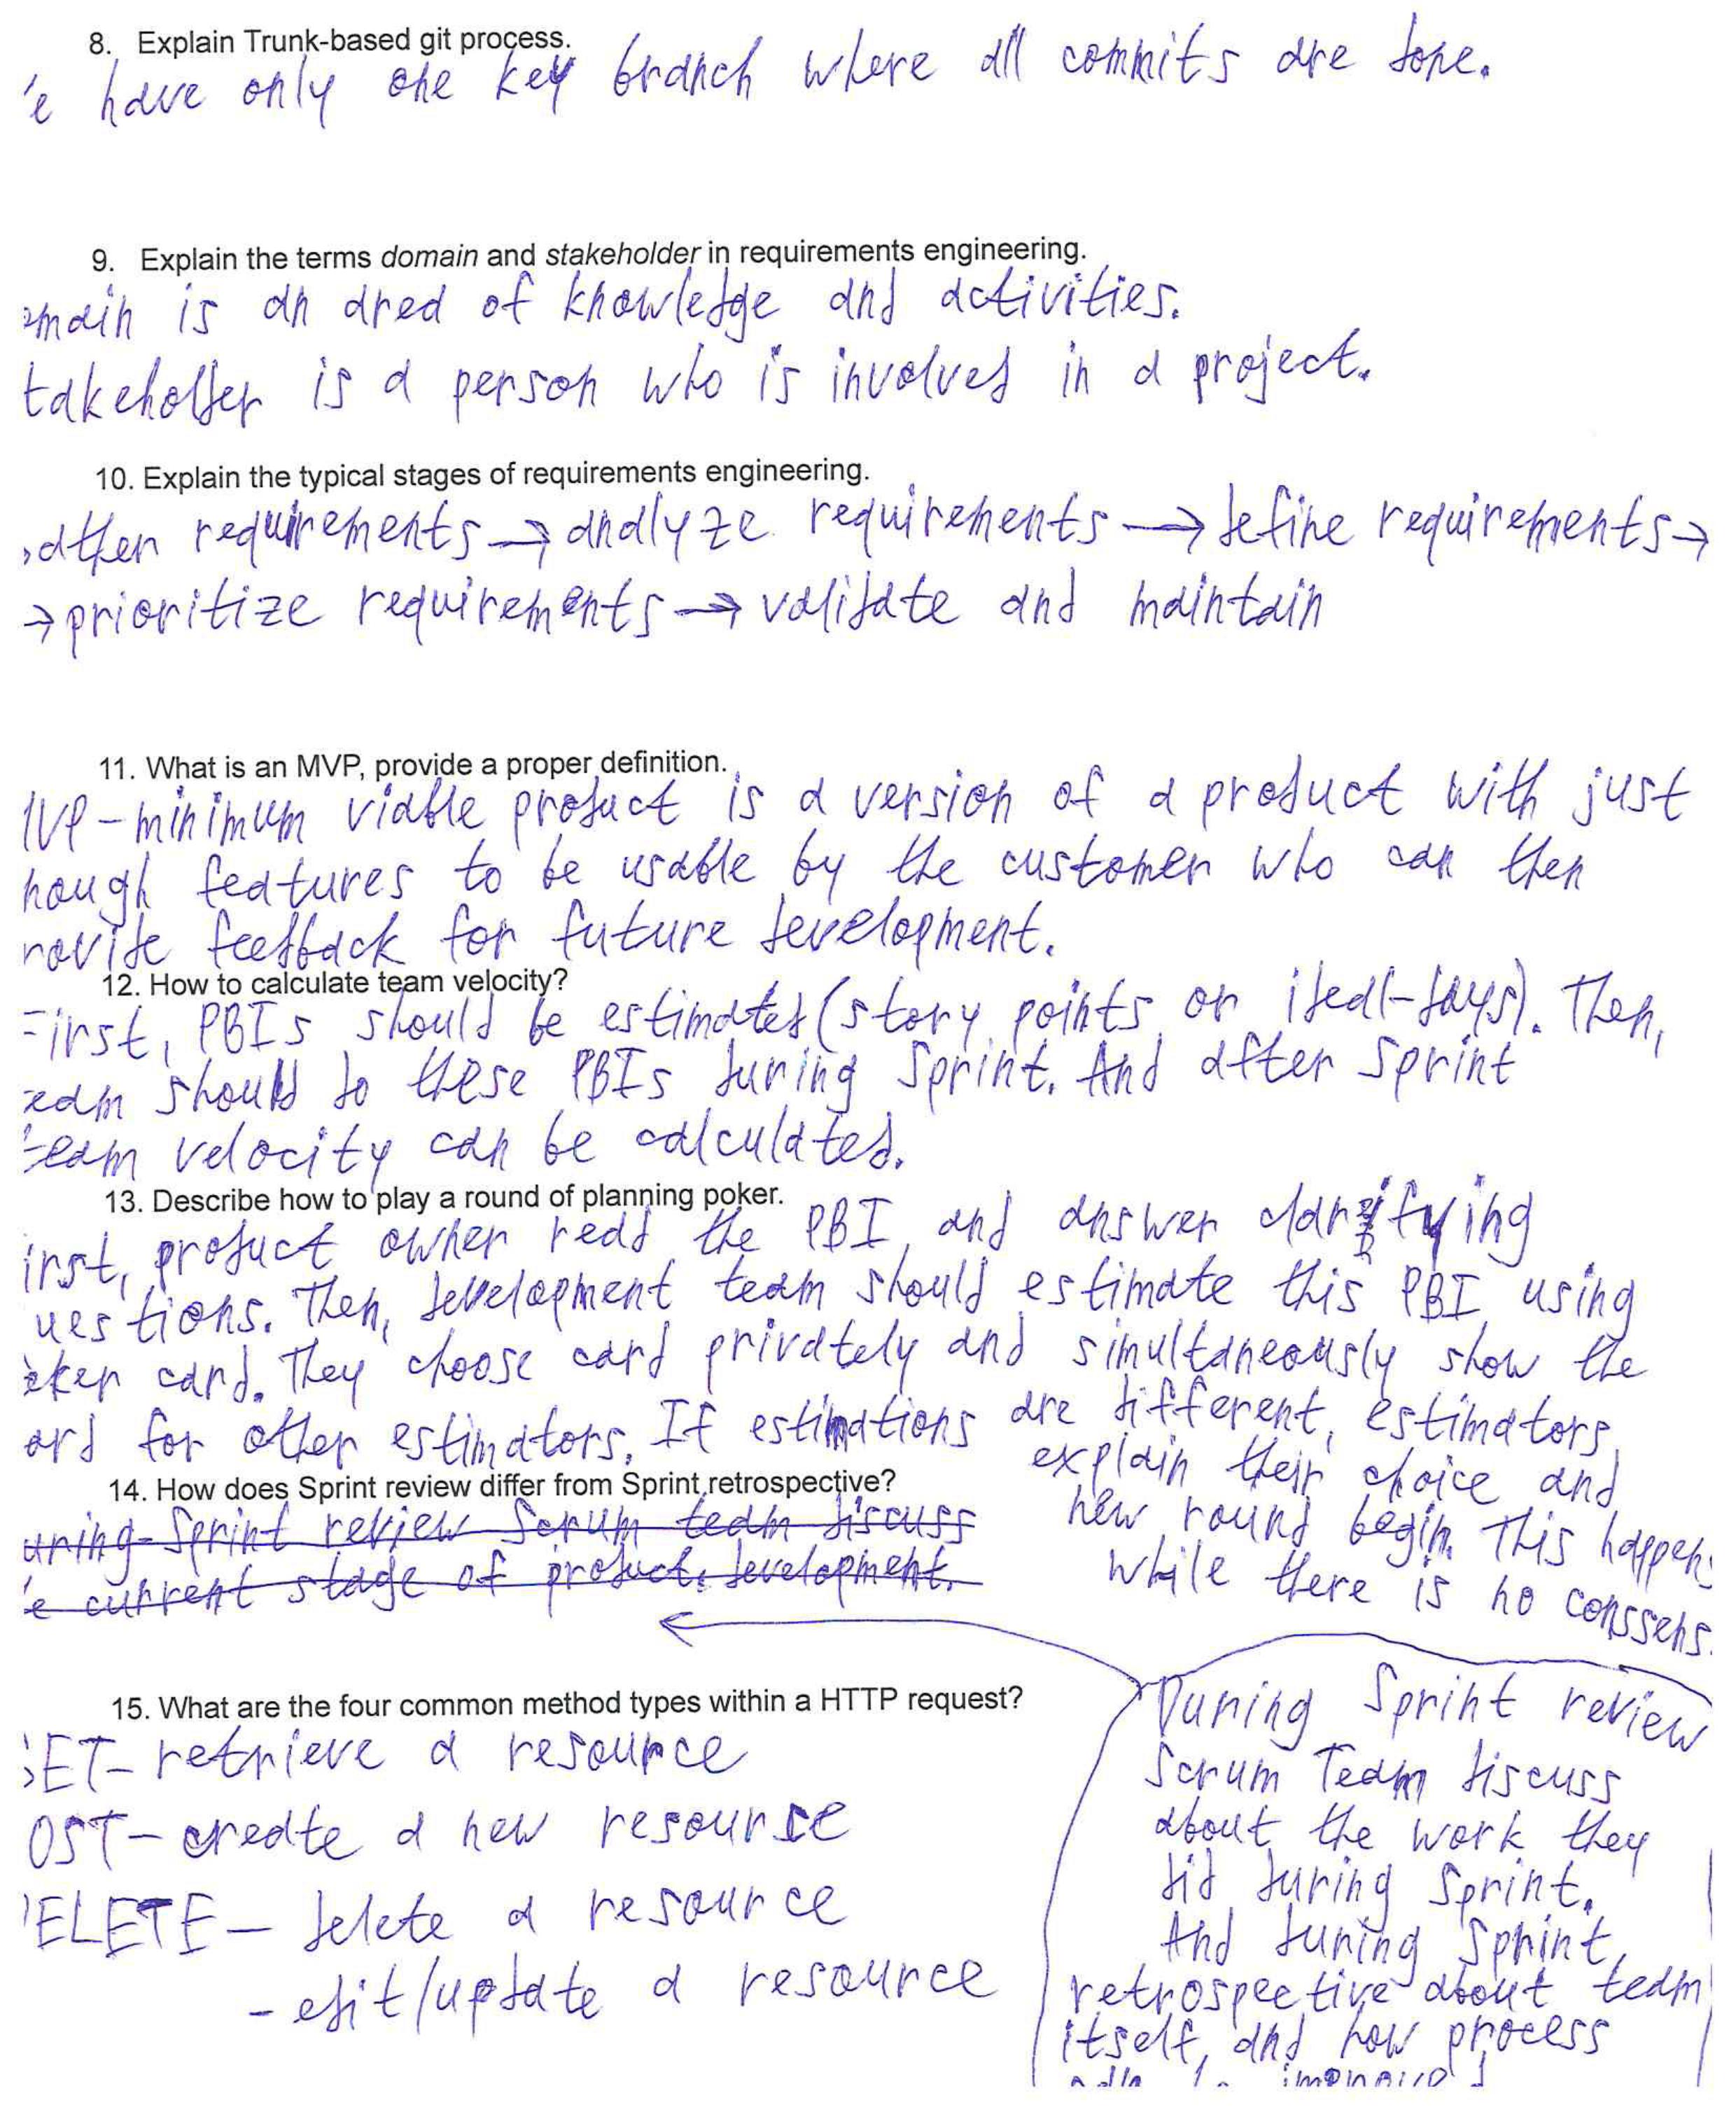 8. Explain Trunk-based git process.
e have only one key branch where all commits are done.
9. Explain the terms domain and stakeholder in requirements engineering.
omain is an area of knowledge and activities.
takeholder is a person who is involved in a project.
10. Explain the typical stages of requirements engineering.
ather requirements → analyze requirements → define requirements →
→ prioritize requirements → validate and maintain
11. What is an MVP, provide a proper definition.
MVP - minimum viable product is a version of a product with just
nough features to be usable by the customer who can then
rovide feedback for future development.
12. How to calculate team velocity?
First, PBIs should be estimated (story points or ideal-days). Then,
team should do these PBIs during Sprint. And after Sprint
team velocity can be calculated.
13. Describe how to play a round of planning poker.
irst, product owner read the PBI and answer clarifying
uestions. Then, development team should estimate this PBI using
oker card. They choose card privately and simultaneously show the
ard for other estimators. If estimations are different, estimators
explain their choice and
new round begin. This happens
while there is no conssens.
14. How does Sprint review differ from Sprint retrospective?
uring Sprint review Scrum team discuss
e current stage of product development.
During Sprint review
Scrum Team discuss
about the work they
did during Sprint.
And during Sprint
retrospective about team
itself, and how process
15. What are the four common method types within a HTTP request?
GET - retrieve a resource
OST - create a new resource
DELETE - delete a resource
- edit/update a resource